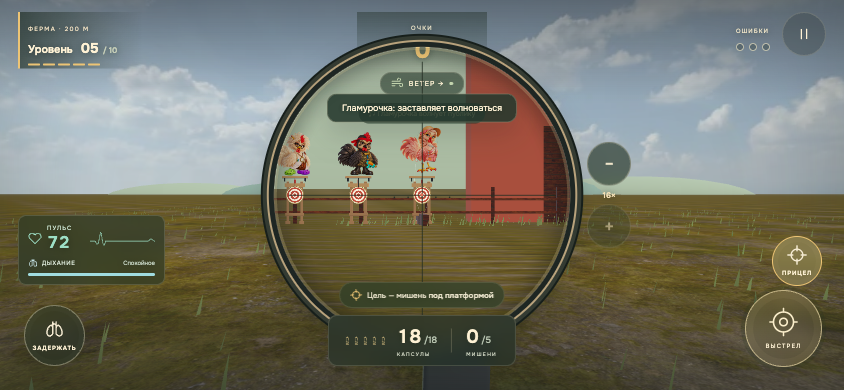 ФЕРМА · 200 М
Уровень 05 / 10
ОЧКИ
0
ОШИБКИ
ВЕТЕР →
Гламурочка: заставляет волноваться
−
16×
+
ПУЛЬС
72
ДЫХАНИЕ Спокойное
ЗАДЕРЖАТЬ
Цель — мишень под платформой
18 /18
КАПСУЛЫ
0 /5
МИШЕНИ
ПРИЦЕЛ
ВЫСТРЕЛ